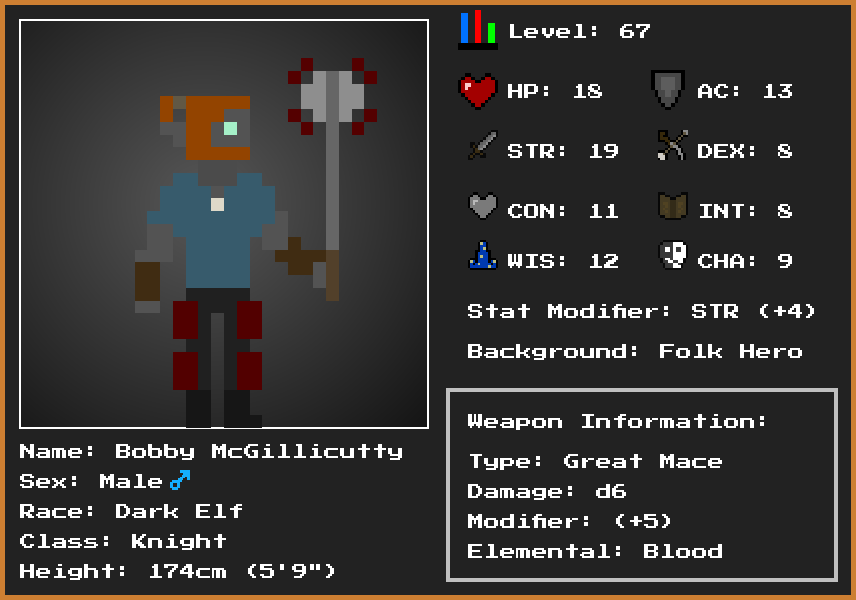 Level: 67
HP: 18 AC: 13
STR: 19 DEX: 8
CON: 11 INT: 8
WIS: 12 CHA: 9
Stat Modifier: STR (+4)
Background: Folk Hero
Weapon Information:
Type: Great Mace
Damage: d6
Modifier: (+5)
Elemental: Blood
Name: Bobby McGillicutty
Sex: Male ♂
Race: Dark Elf
Class: Knight
Height: 174cm (5'9")